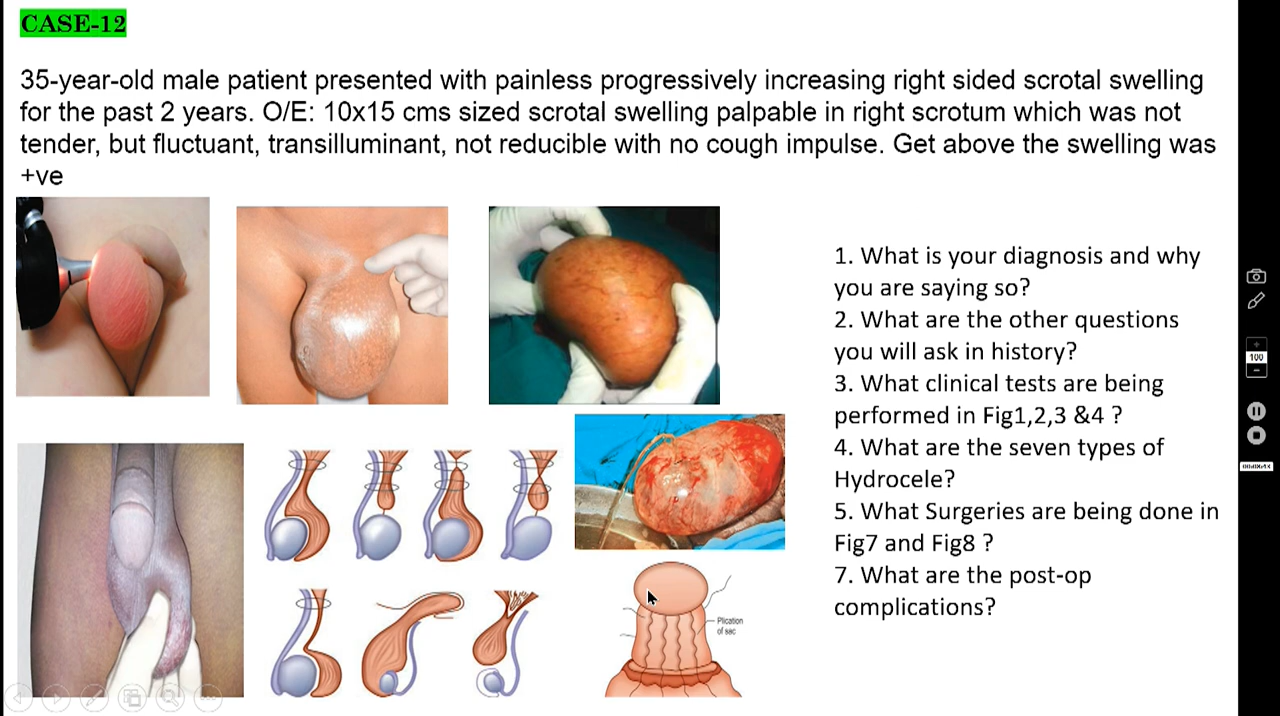 CASE-12
35-year-old male patient presented with painless progressively increasing right sided scrotal swelling
for the past 2 years. O/E: 10x15 cms sized scrotal swelling palpable in right scrotum which was not
tender, but fluctuant, transilluminant, not reducible with no cough impulse. Get above the swelling was
+ve
1. What is your diagnosis and why
you are saying so?
2. What are the other questions
you will ask in history?
3. What clinical tests are being
performed in Fig1,2,3 &4 ?
4. What are the seven types of
Hydrocele?
5. What Surgeries are being done in
Fig7 and Fig8 ?
7. What are the post-op
complications?
Plication
of sac
100